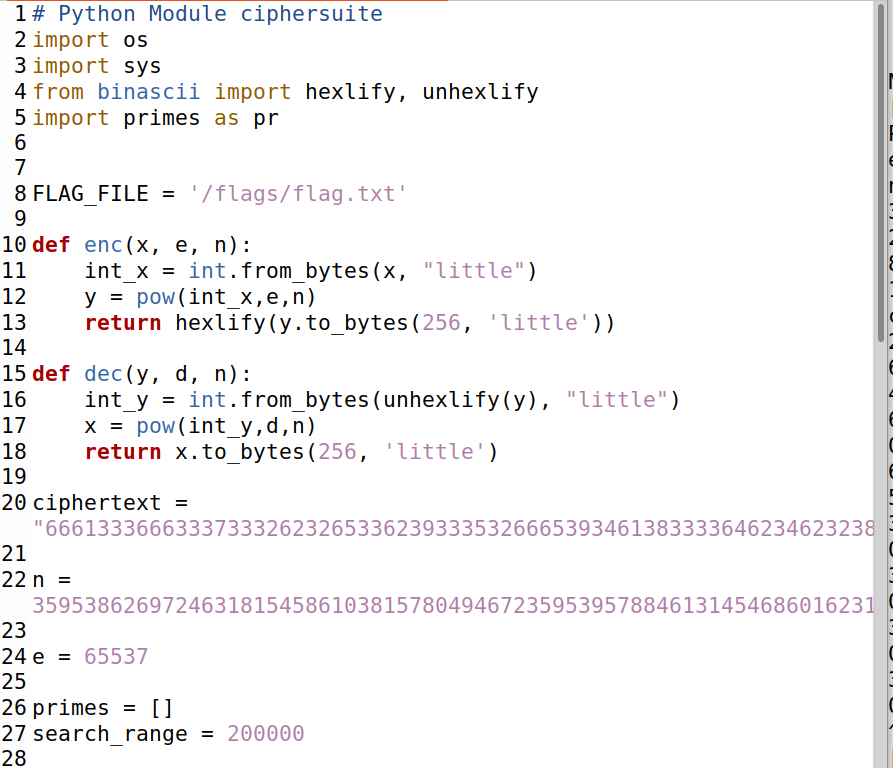 1 # Python Module ciphersuite
2 import os
3 import sys
4 from binascii import hexlify, unhexlify
5 import primes as pr
6
7
8 FLAG_FILE = '/flags/flag.txt'
9
10 def enc(x, e, n):
11     int_x = int.from_bytes(x, "little")
12     y = pow(int_x,e,n)
13     return hexlify(y.to_bytes(256, 'little'))
14
15 def dec(y, d, n):
16     int_y = int.from_bytes(unhexlify(y), "little")
17     x = pow(int_y,d,n)
18     return x.to_bytes(256, 'little')
19
20 ciphertext =
"6661333666333733326232653362393335326665393461383333646234623238
21
22 n =
35953862697246318154586103815780494672359539578846131454686016231
23
24 e = 65537
25
26 primes = []
27 search_range = 200000
28